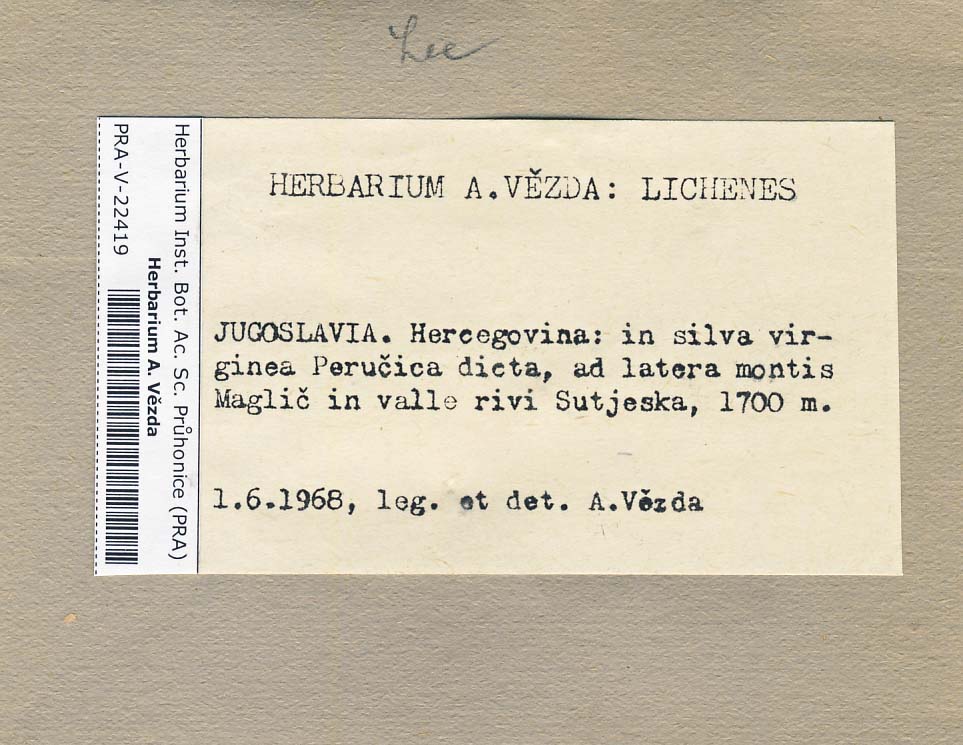 Lec
HERBARIUM A.VĚZDA: LICHENES
JUGOSLAVIA. Hercegovina: in silva vir-
ginea Peručica dicta, ad latera montis
Maglič in valle rivi Sutjeska, 1700 m.
1.6.1968, leg. et det. A.Vězda
Herbarium Inst. Bot. Ac. Sc. Průhonice (PRA)
Herbarium A. Vězda
PRA-V-22419